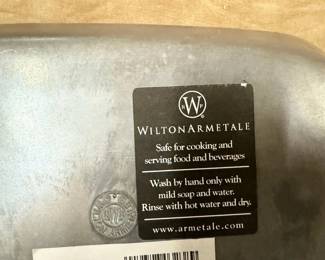 W
WILTONARMETALE
Safe for cooking and
serving food and beverages
Wash by hand only with
mild soap and water.
Rinse with hot water and dry.
www.armetale.com